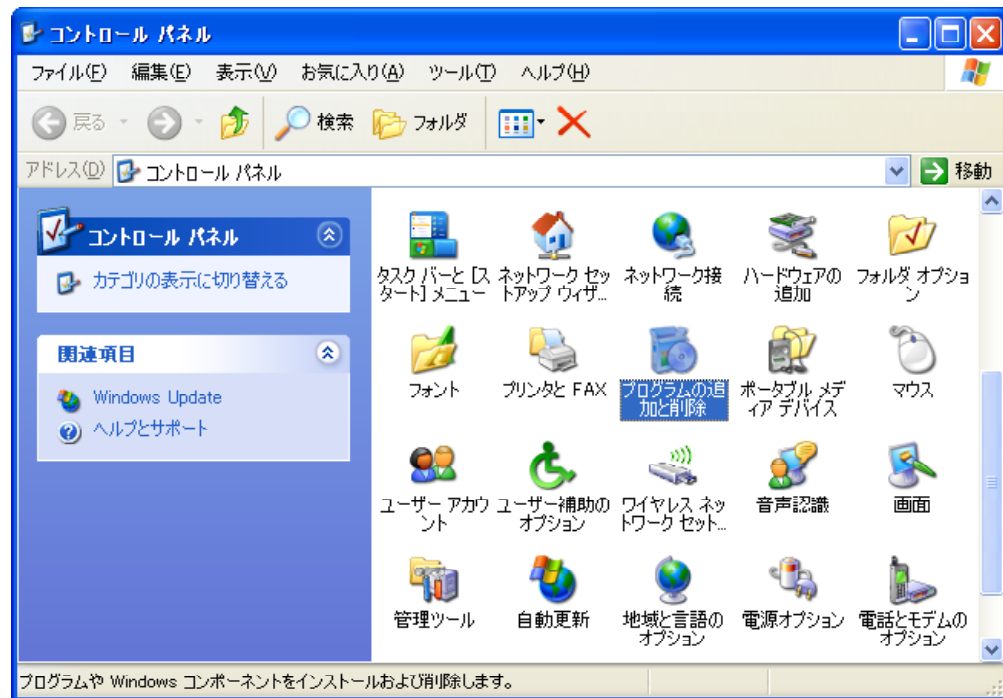 コントロール パネル
ファイル(F) 編集(E) 表示(V) お気に入り(A) ツール(T) ヘルプ(H)
戻る 検索 フォルダ
アドレス(D) コントロール パネル 移動
コントロール パネル
カテゴリの表示に切り替える
関連項目
Windows Update
ヘルプとサポート
タスク バーと [ス
タート] メニュー
ネットワーク セッ
トアップ ウィザ...
ネットワーク接
続
ハードウェアの
追加
フォルダ オプショ
ン
フォント
プリンタと FAX
プログラムの追
加と削除
ポータブル メデ
ィア デバイス
マウス
ユーザー アカウ
ント
ユーザー補助の
オプション
ワイヤレス ネッ
トワーク セット...
音声認識
画面
管理ツール
自動更新
地域と言語の
オプション
電源オプション
電話とモデムの
オプション
プログラムや Windows コンポーネントをインストールおよび削除します。